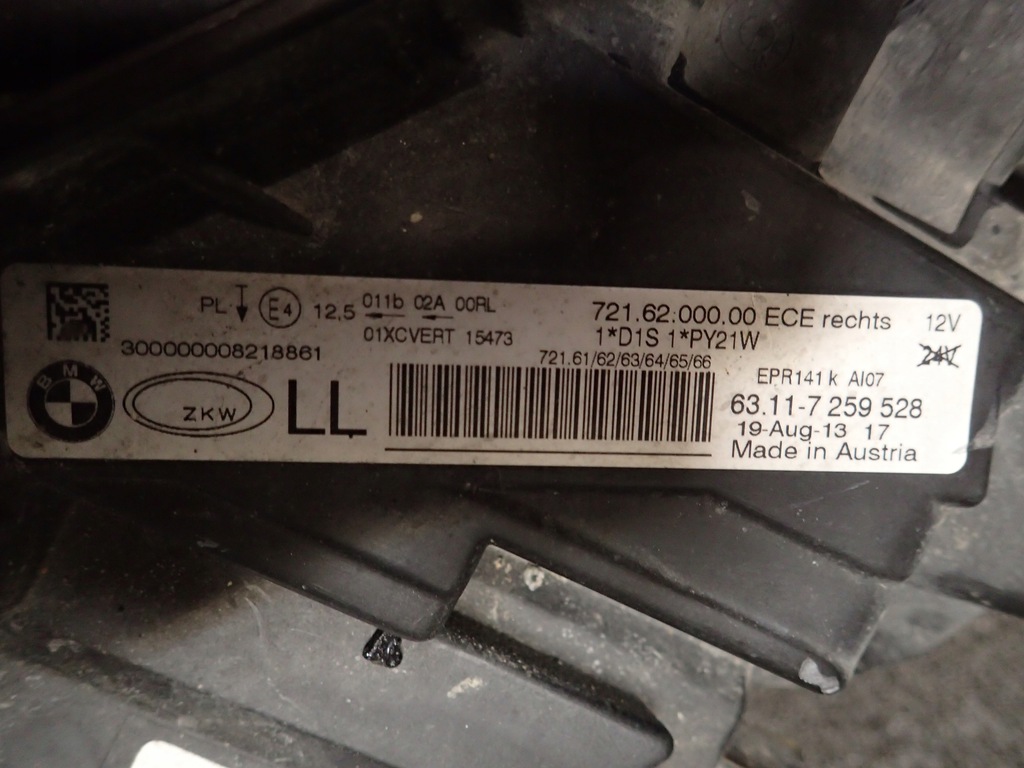 PL E4 12,5 011b 02A 00RL
01XCVERT 15473
300000008218861
BMW
ZKW
LL
721.62.000.00 ECE rechts
1*D1S 1*PY21W
721.61/62/63/64/65/66
12V
24V
EPR141 k AI07
63.11-7 259 528
19-Aug-13 17
Made in Austria